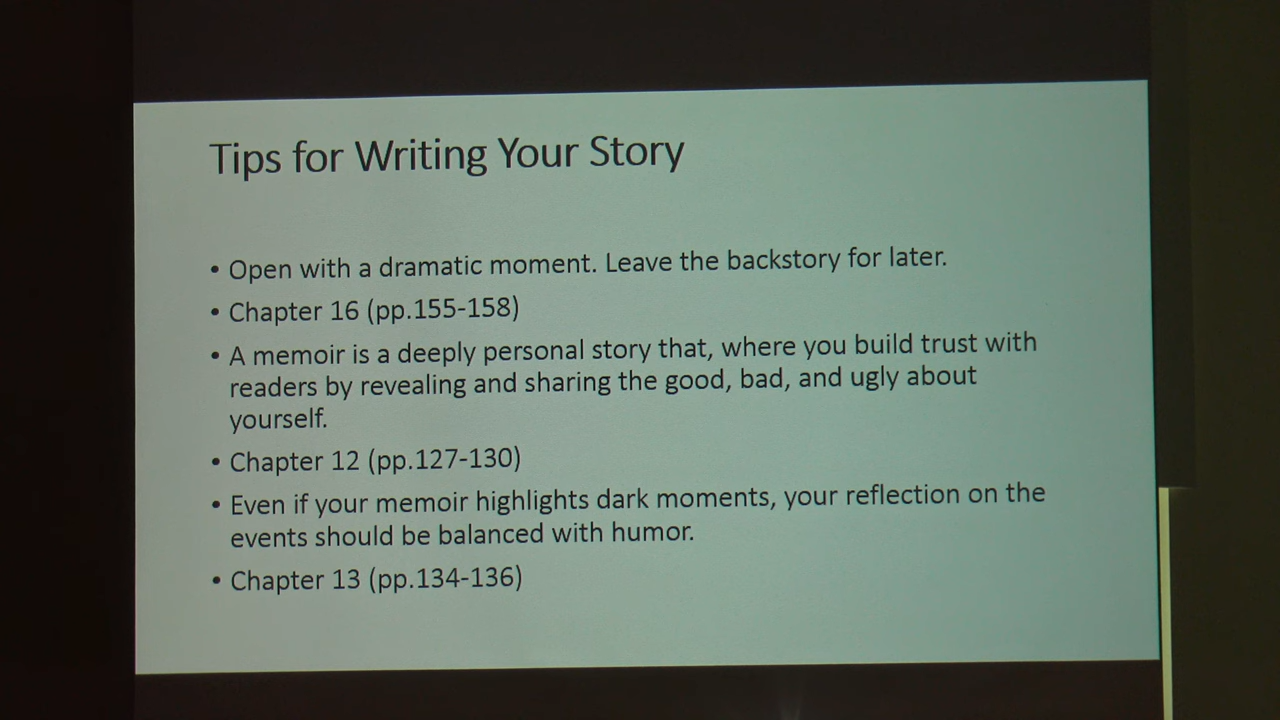 Tips for Writing Your Story
• Open with a dramatic moment. Leave the backstory for later.
• Chapter 16 (pp.155-158)
• A memoir is a deeply personal story that, where you build trust with
readers by revealing and sharing the good, bad, and ugly about
yourself.
• Chapter 12 (pp.127-130)
• Even if your memoir highlights dark moments, your reflection on the
events should be balanced with humor.
• Chapter 13 (pp.134-136)